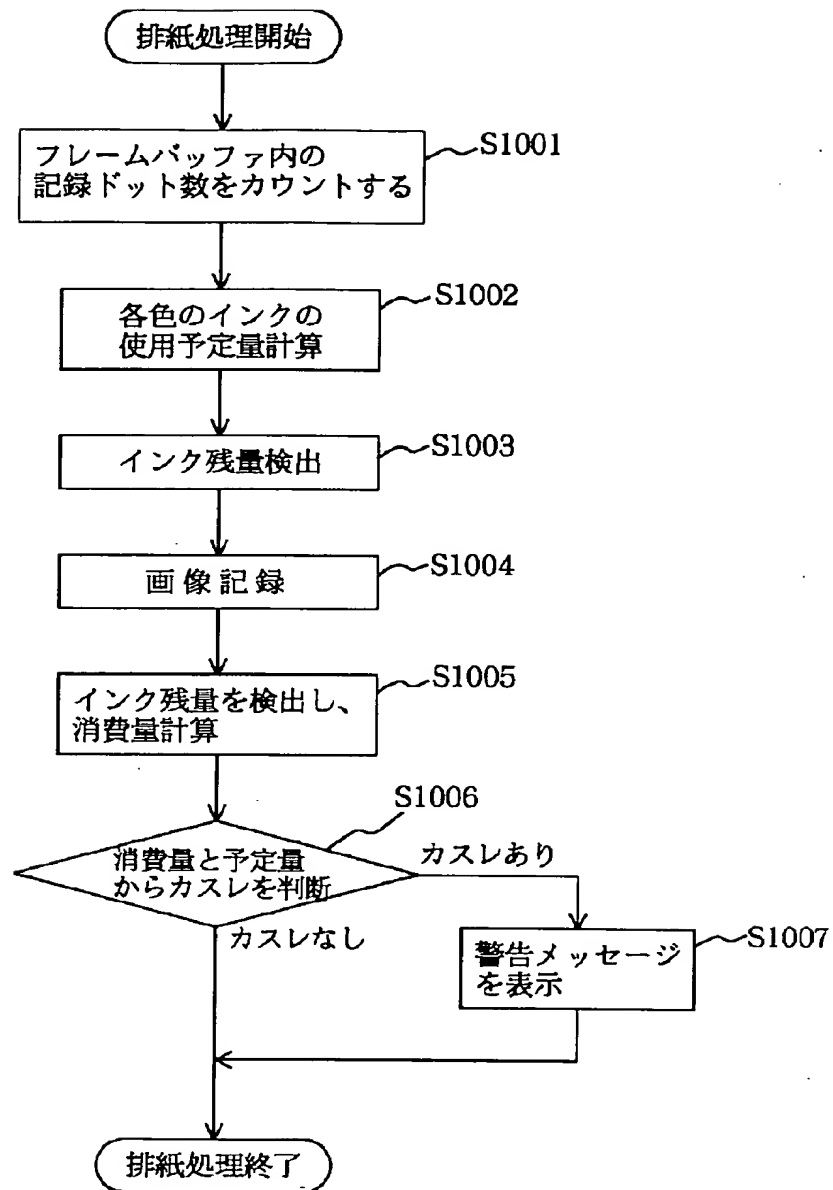 排紙処理開始
S1001
フレームバッファ内の
記録ドット数をカウントする
S1002
各色のインクの
使用予定量計算
S1003
インク残量検出
S1004
画像記録
S1005
インク残量を検出し、
消費量計算
S1006
消費量と予定量
からカスレを判断
カスレあり
カスレなし
S1007
警告メッセージ
を表示
排紙処理終了